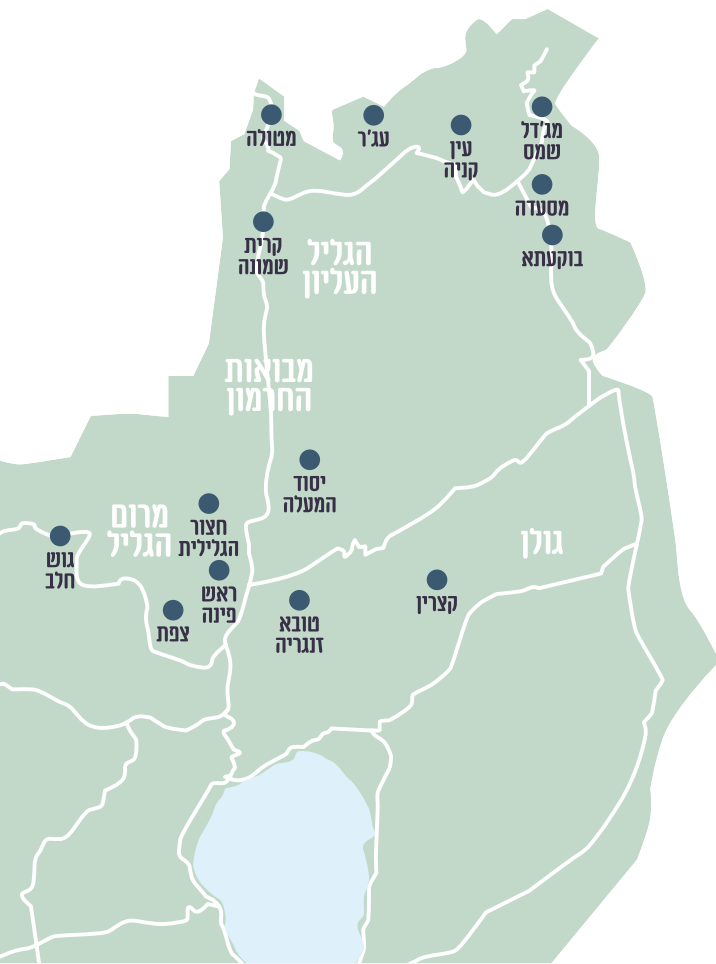 מג'דל
שמס
מטולה
ע'ג'ר
עין
קניה
מסעדה
בוקעתא
קרית
שמונה
הגליל
העליון
מבואות
החרמון
יסוד
המעלה
חצור
הגלילית
מרום
הגליל
גולן
גוש
חלב
ראש
פינה
קצרין
צפת
טובא
זנגריה